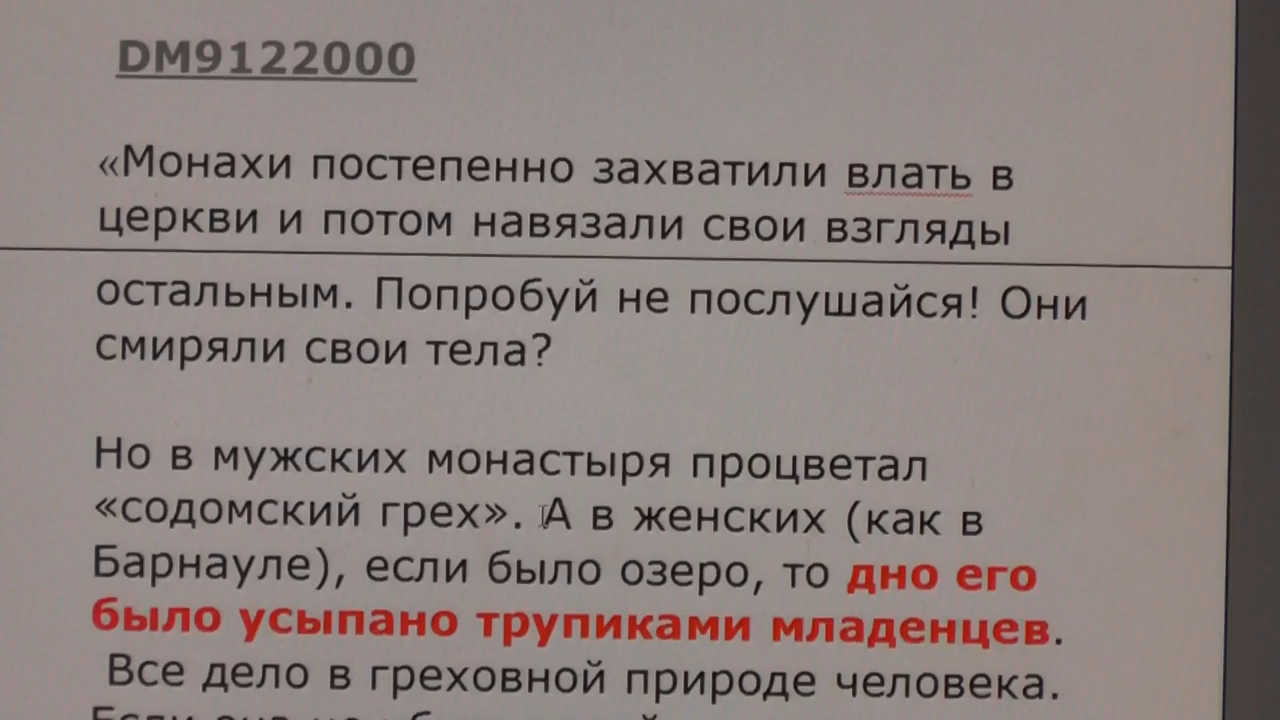 DM9122000
«Монахи постепенно захватили влать в
церкви и потом навязали свои взгляды
остальным. Попробуй не послушайся! Они
смиряли свои тела?
Но в мужских монастыря процветал
«содомский грех». А в женских (как в
Барнауле), если было озеро, то дно его
было усыпано трупиками младенцев.
Все дело в греховной природе человека.